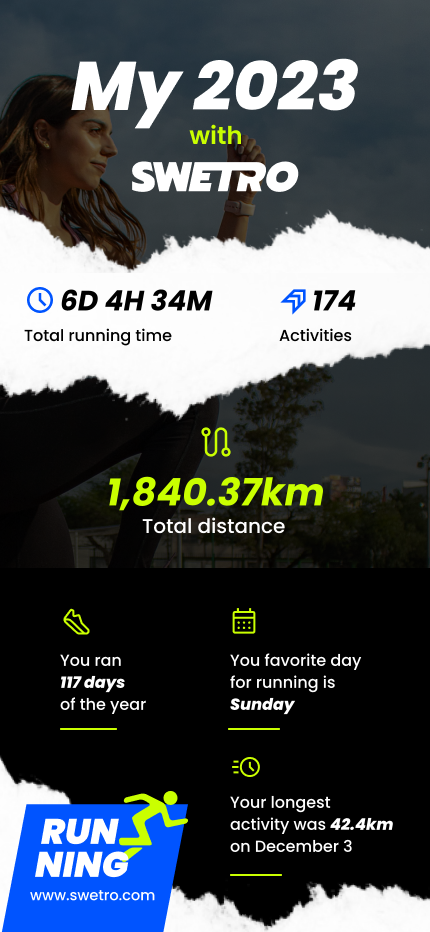 My 2023
with
SWETRO
6D 4H 34M
Total running time
174
Activities
1,840.37km
Total distance
You ran
117 days
of the year
You favorite day
for running is
Sunday
Your longest
activity was 42.4km
on December 3
RUN
NING
www.swetro.com